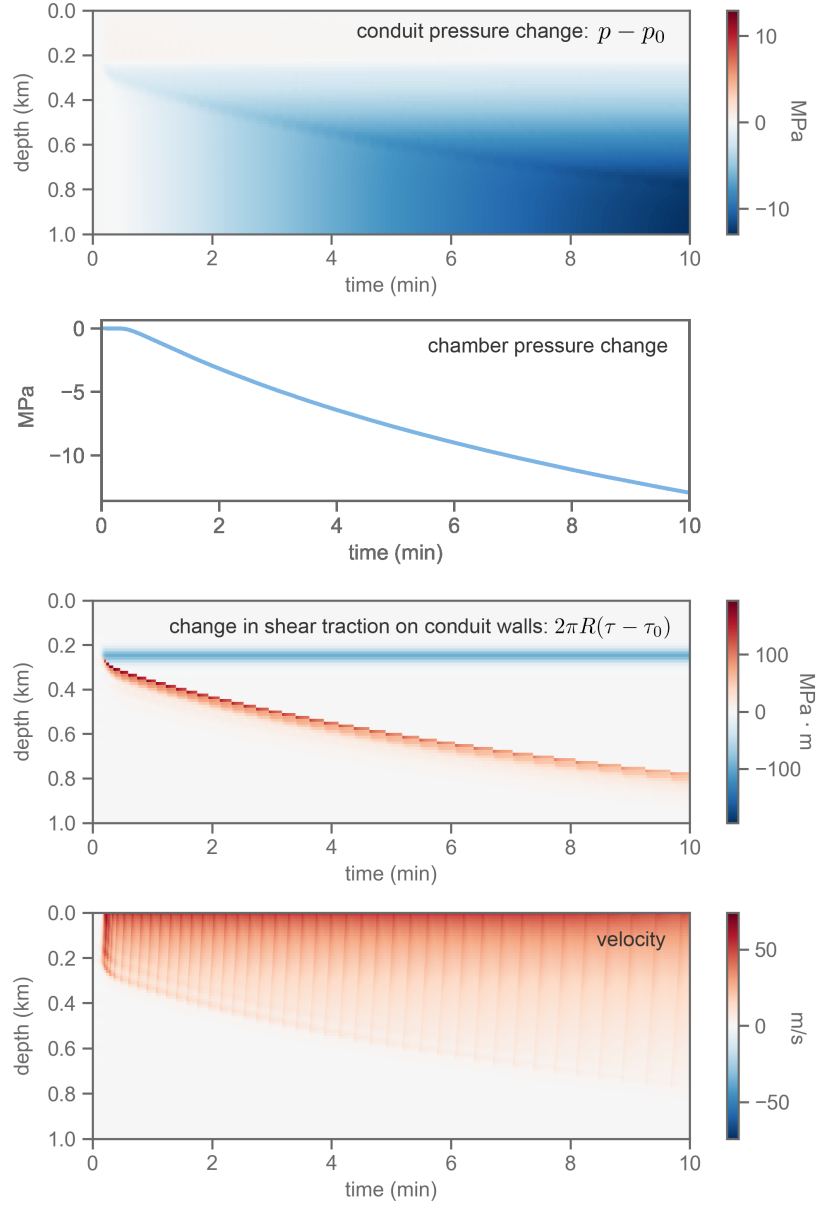 conduit pressure change: p − p₀
0.0
0.2
0.4
0.6
0.8
1.0
depth (km)
0 2 4 6 8 10
time (min)
10
0
−10
MPa
chamber pressure change
0
−5
−10
MPa
0 2 4 6 8 10
time (min)
change in shear traction on conduit walls: 2πR(τ − τ₀)
0.0
0.2
0.4
0.6
0.8
1.0
depth (km)
0 2 4 6 8 10
time (min)
100
0
−100
MPa · m
velocity
0.0
0.2
0.4
0.6
0.8
1.0
depth (km)
0 2 4 6 8 10
time (min)
50
0
−50
m/s